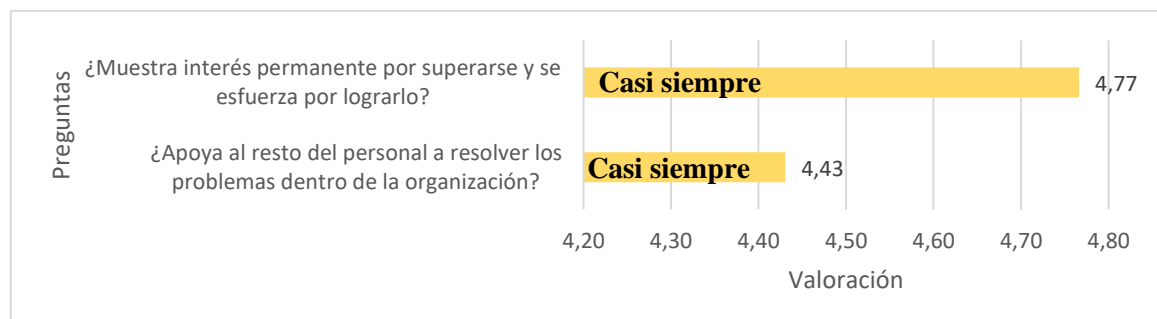 Preguntas
¿Muestra interés permanente por superarse y se
esfuerza por lograrlo?
Casi siempre
4,77
¿Apoya al resto del personal a resolver los
problemas dentro de la organización?
Casi siempre
4,43
4,20 4,30 4,40 4,50 4,60 4,70 4,80
Valoración